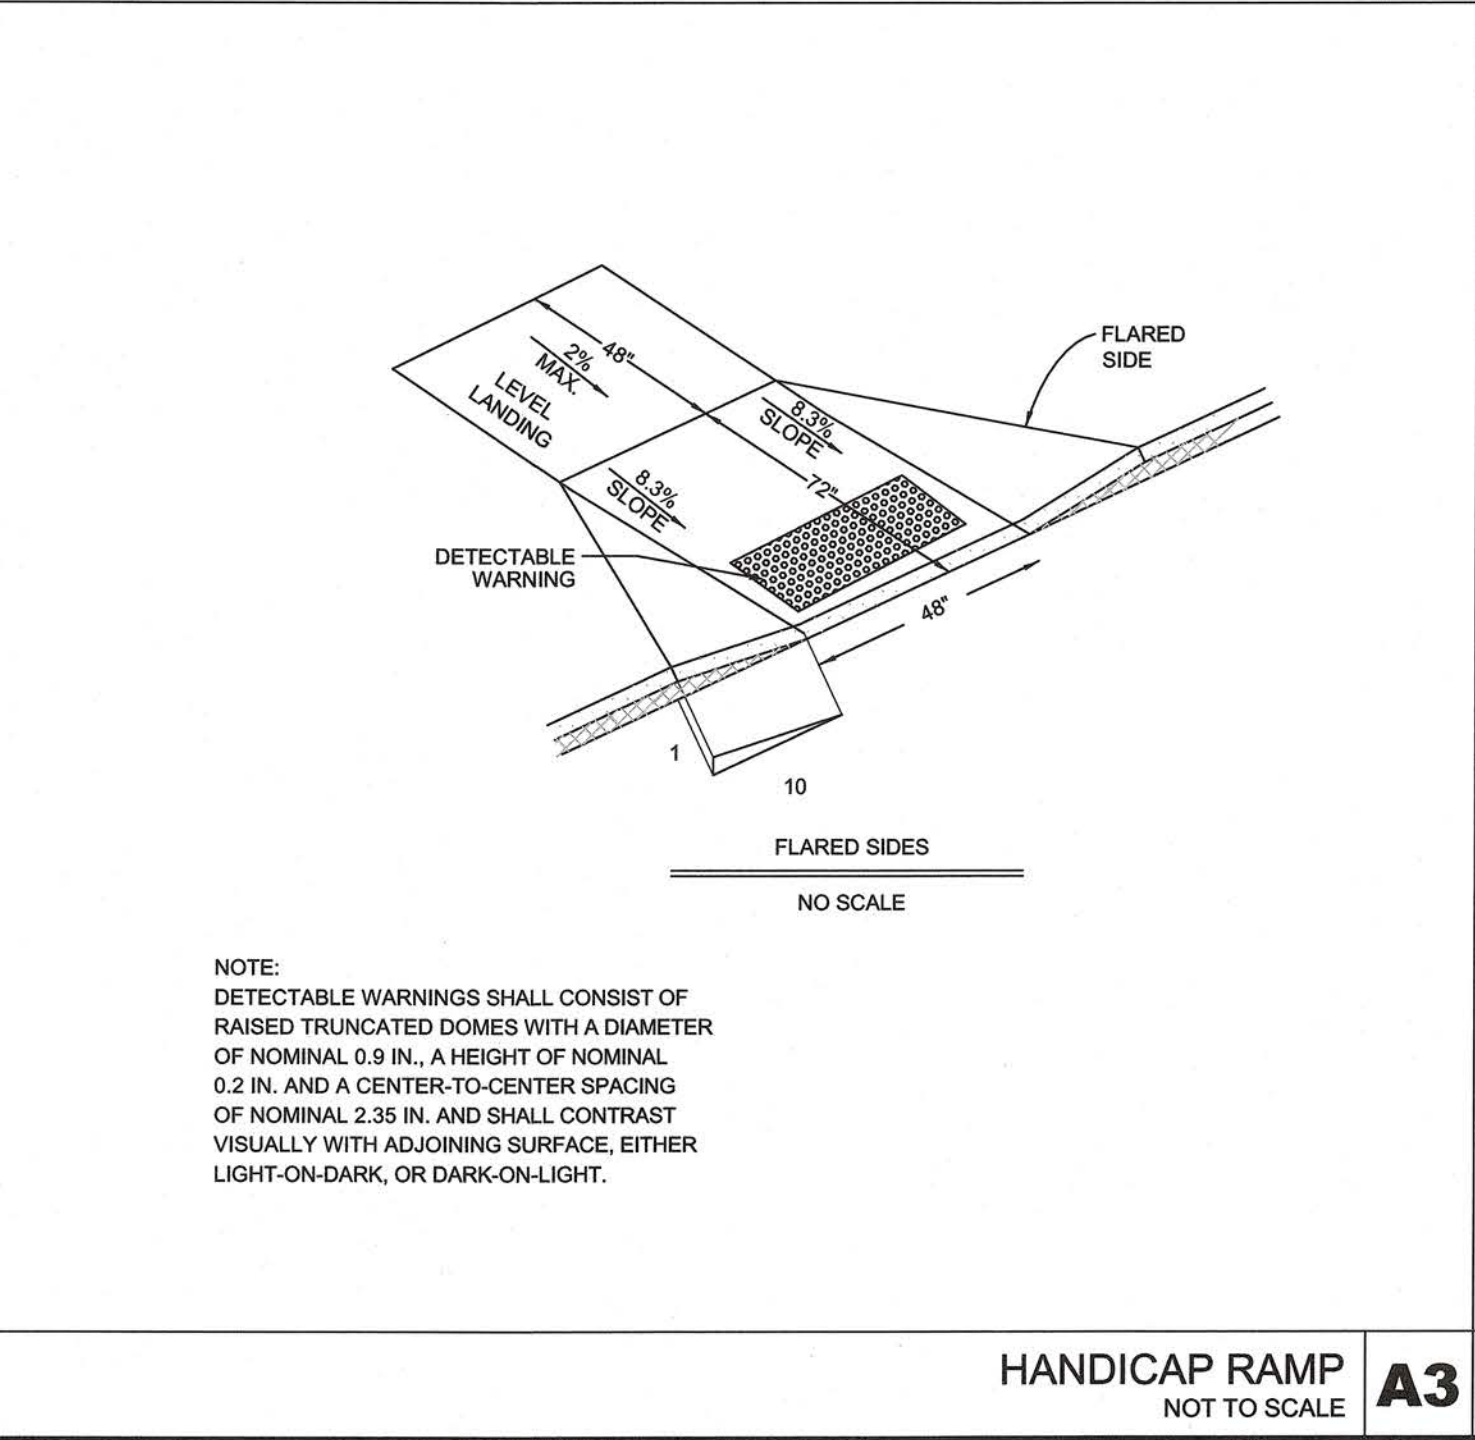 FLARED
SIDE
48"
2%
MAX.
LEVEL
LANDING
8.3%
SLOPE
8.3%
SLOPE
72"
DETECTABLE
WARNING
48"
1
10
FLARED SIDES
NO SCALE
NOTE:
DETECTABLE WARNINGS SHALL CONSIST OF
RAISED TRUNCATED DOMES WITH A DIAMETER
OF NOMINAL 0.9 IN., A HEIGHT OF NOMINAL
0.2 IN. AND A CENTER-TO-CENTER SPACING
OF NOMINAL 2.35 IN. AND SHALL CONTRAST
VISUALLY WITH ADJOINING SURFACE, EITHER
LIGHT-ON-DARK, OR DARK-ON-LIGHT.
HANDICAP RAMP
NOT TO SCALE
A3